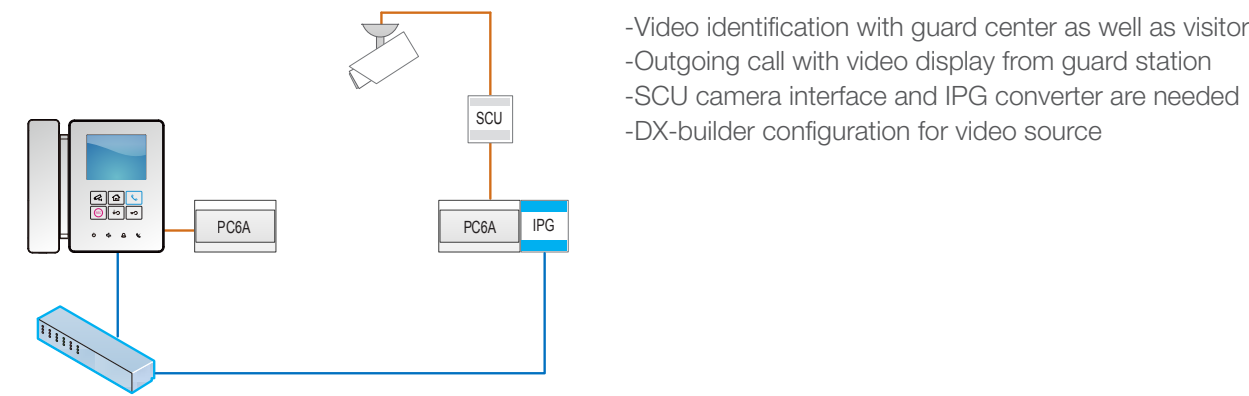 -Video identification with guard center as well as visitor
-Outgoing call with video display from guard station
-SCU camera interface and IPG converter are needed
-DX-builder configuration for video source
SCU
PC6A
PC6A
IPG